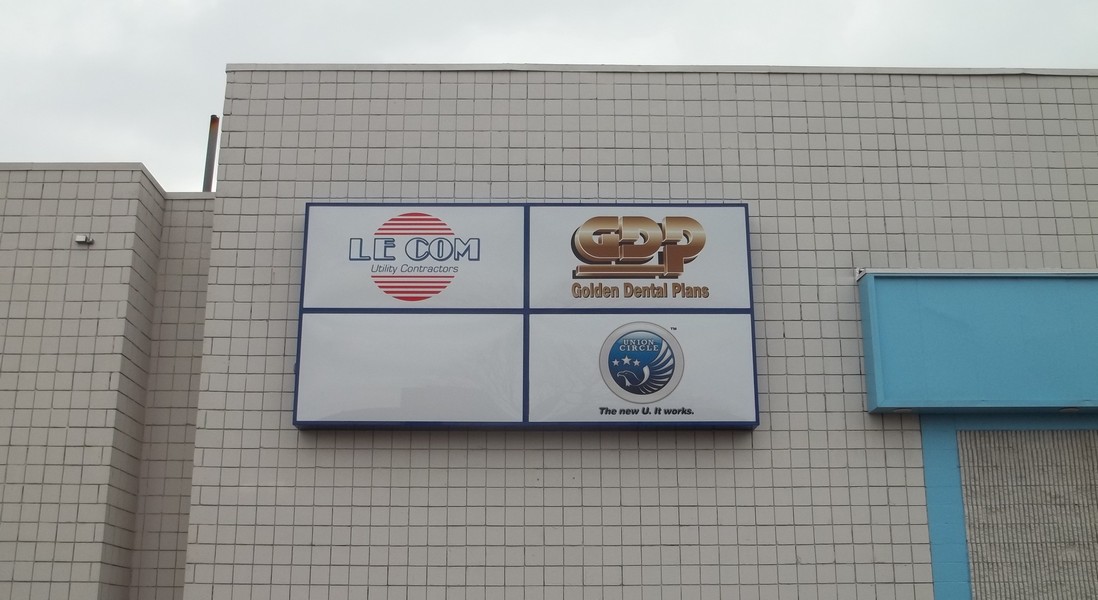 LE COM
Utility Contractors
GDP
Golden Dental Plans
UNION
CIRCLE
TM
The new U. It works.